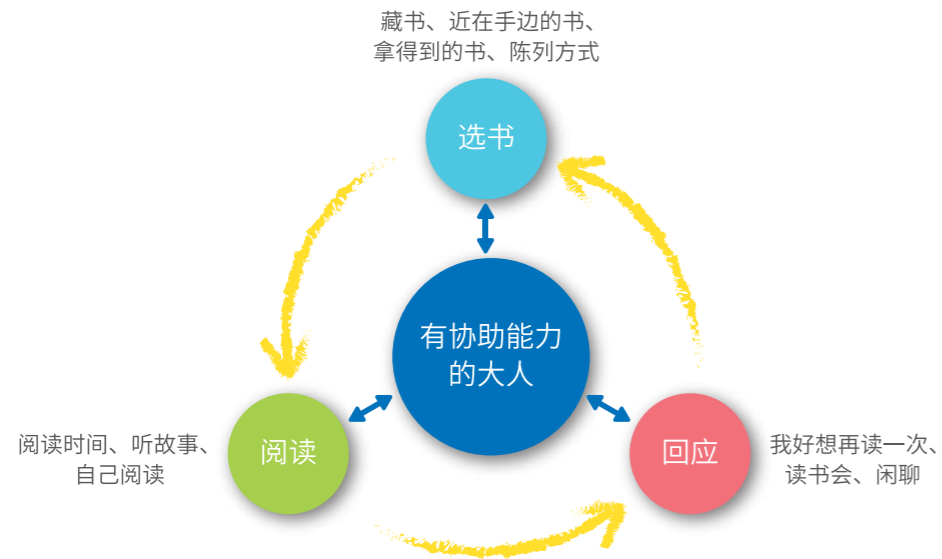 藏书、近在手边的书、
拿得到的书、陈列方式
选书
有协助能力
的大人
阅读时间、听故事、
自己阅读
阅读
回应
我好想再读一次、
读书会、闲聊